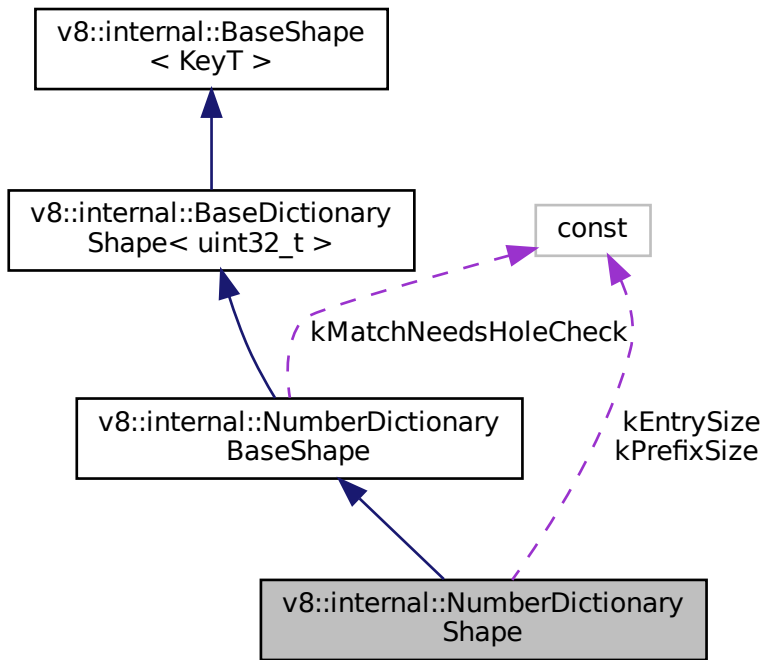 v8::internal::BaseShape
< KeyT >
v8::internal::BaseDictionary
Shape< uint32_t >
const
kMatchNeedsHoleCheck
v8::internal::NumberDictionary
BaseShape
kEntrySize
kPrefixSize
v8::internal::NumberDictionary
Shape